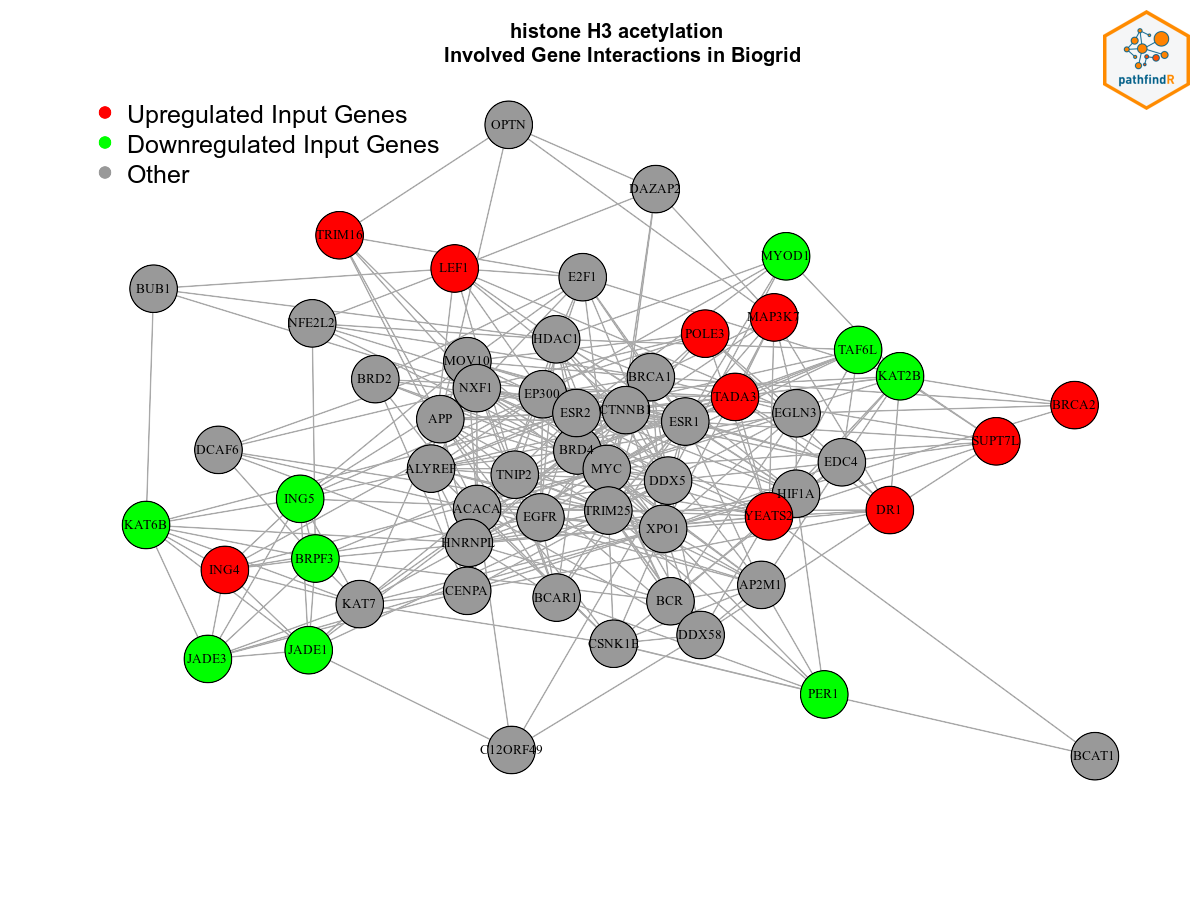 histone H3 acetylation
Involved Gene Interactions in Biogrid
pathfindR
Upregulated Input Genes
Downregulated Input Genes
Other
OPTN
DAZAP2
TRIM16
LEF1
MYOD1
E2F1
BUB1
NFE2L2
MAP3K7
POLE3
HDAC1
TAF6L
MOV10
BRD2
NXF1
BRCA1
KAT2B
EP300
TADA3
BRCA2
APP
ESR2
CTNNB1
ESR1
EGLN3
SUPT7L
DCAF6
BRD4
ALYREF
TNIP2
MYC
DDX5
EDC4
HIF1A
ING5
ACACA
EGFR
TRIM25
YEATS2
DR1
KAT6B
HNRNPL
XPO1
BRPF3
ING4
CENPA
BCAR1
BCR
AP2M1
KAT7
DDX58
CSNK1E
JADE1
JADE3
PER1
C12ORF49
BCAT1